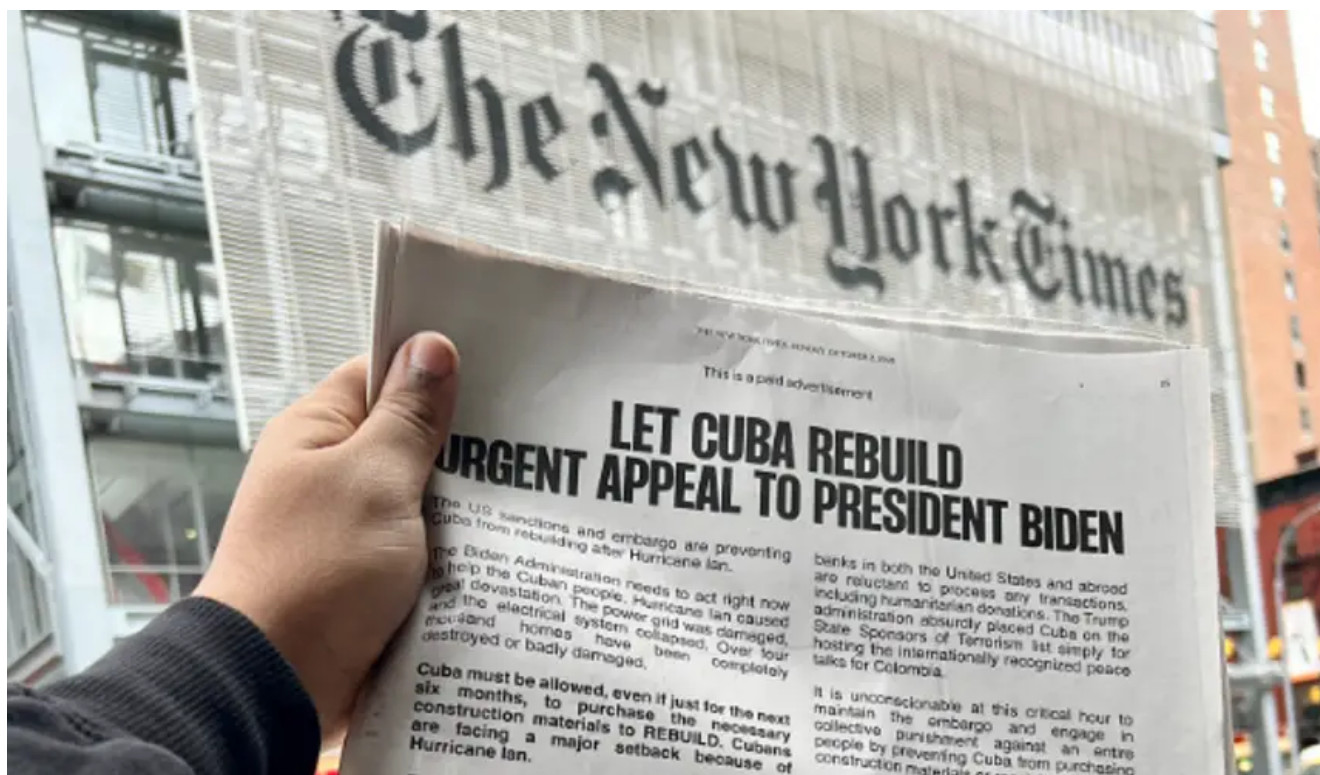 The New York Times
This is a paid advertisement
LET CUBA REBUILD
URGENT APPEAL TO PRESIDENT BIDEN
The US sanctions and embargo are preventing
Cuba from rebuilding after Hurricane Ian.
The Biden Administration needs to act right now
to help the Cuban people. Hurricane Ian caused
great devastation. The power grid was damaged,
and the electrical system collapsed. Over four
thousand homes have been completely
destroyed or badly damaged.
Cuba must be allowed, even if just for the next
six months, to purchase the necessary
construction materials to REBUILD. Cubans
are facing a major setback because of
Hurricane Ian.
banks in both the United States and abroad
are reluctant to process any transactions,
including humanitarian donations. The Trump
administration absurdly placed Cuba on the
State Sponsors of Terrorism list simply for
hosting the internationally recognized peace
talks for Colombia.
It is unconscionable at this critical hour to
maintain the embargo and engage in
collective punishment against an entire
people by preventing Cuba from purchasing
construction materials